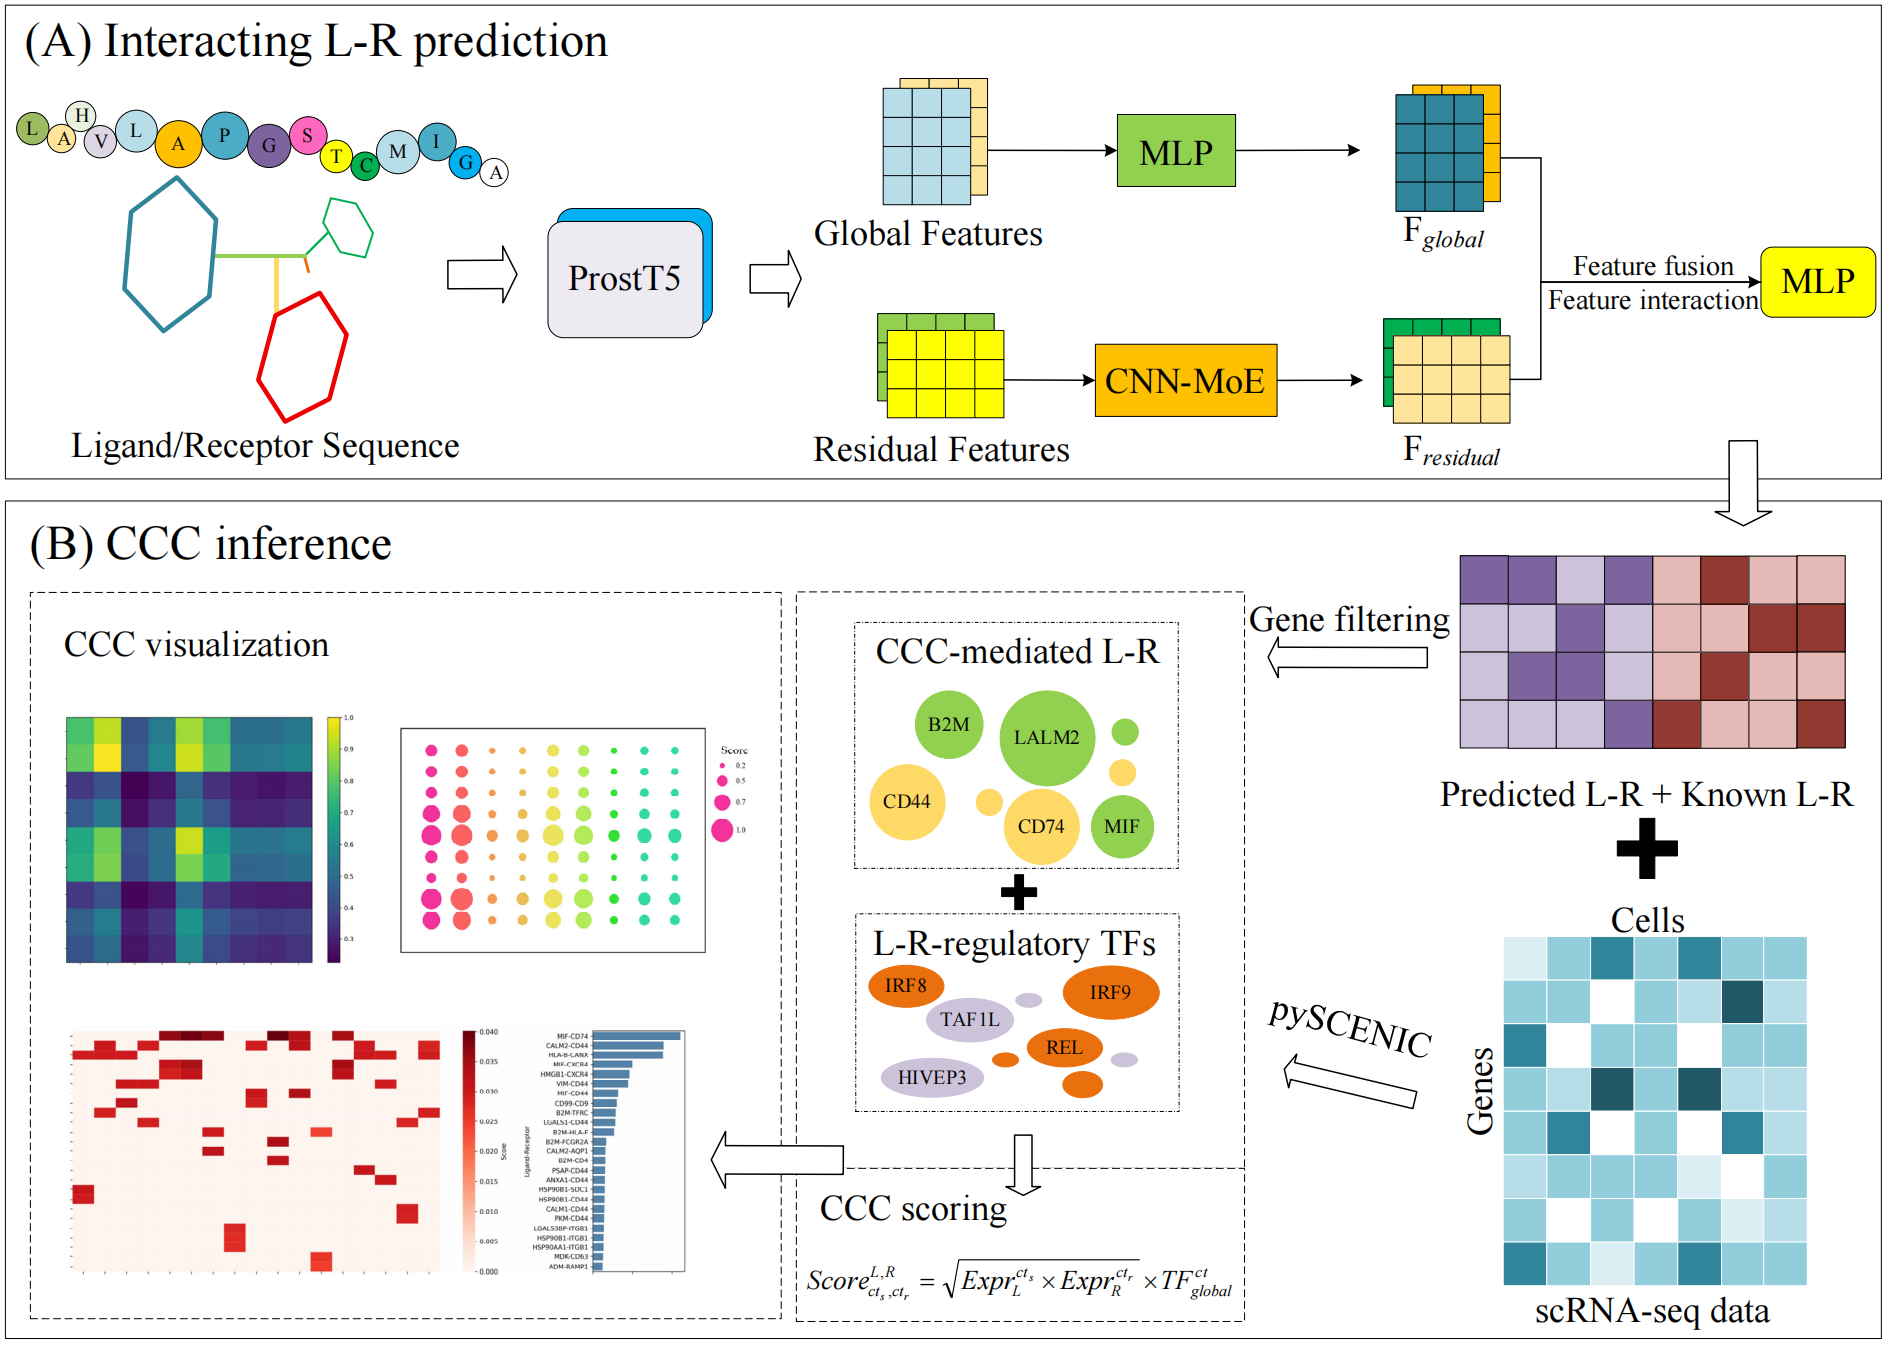 (A) Interacting L-R prediction
L A H V L A P G S T C M I G A
Ligand/Receptor Sequence
ProstT5
Global Features
MLP
F global
Residual Features
CNN-MoE
F residual
Feature fusion
Feature interaction
MLP
(B) CCC inference
CCC visualization
1.0
0.9
0.8
0.7
0.6
0.5
0.4
0.3
Score
0.2
0.5
0.7
1.0
0.040
0.035
0.030
0.025
0.020
0.015
0.010
0.005
0.000
Score
Ligand-Receptor
MIF-CD74
CALM2-CD44
HLA-B-CANX
MIF-CXCR4
HMGB1-CXCR4
VIM-CD44
MIF-CD44
CD99-CD9
B2M-TFRC
LGALS1-CD44
B2M-HLA-F
B2M-FCGR2A
CALM2-AQP1
B2M-CD4
PSAP-CD44
ANXA1-CD44
HSP90B1-SDC1
HSP90B1-CD44
CALM1-CD44
PKM-CD44
LGALS3BP-ITGB1
HSP90B1-ITGB1
HSP90AA1-ITGB1
MDK-CD63
ADM-RAMP1
CCC-mediated L-R
B2M
LALM2
CD44
CD74
MIF
+
L-R-regulatory TFs
IRF8
IRF9
TAF1L
REL
HIVEP3
CCC scoring
Score^{L,R}_{ct_s,ct_r} = √(Expr_L^{ct_s} × Expr_R^{ct_r}) × TF_{global}^{ct}
Gene filtering
Predicted L-R + Known L-R
+
pySCENIC
Cells
Genes
scRNA-seq data